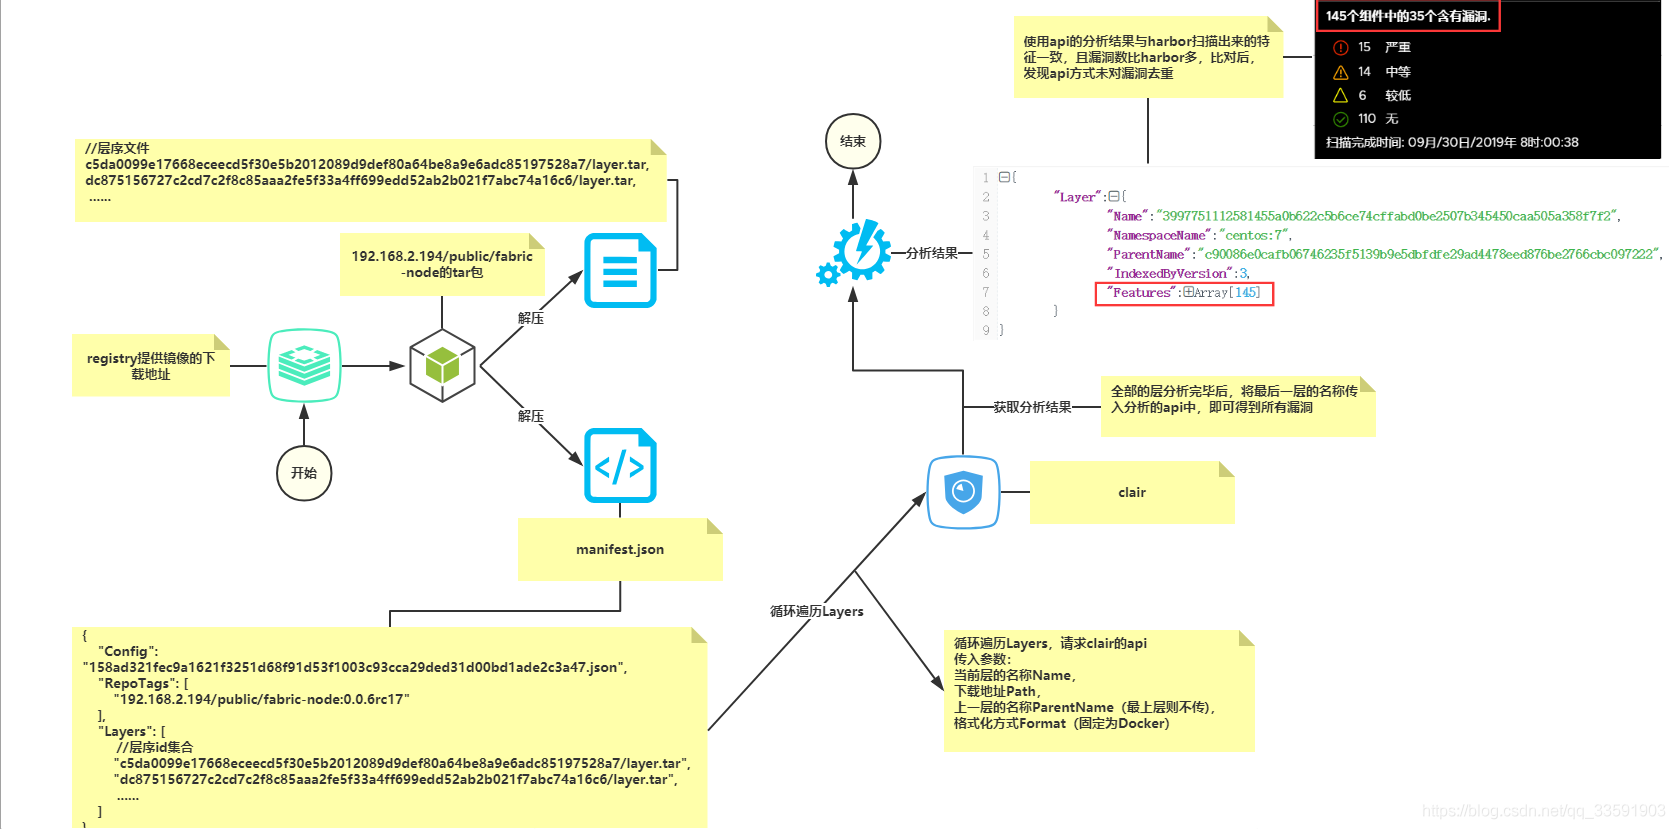 //层序文件
c5da0099e17668eceecd5f30e5b2012089d9def80a64be8a9e6adc85197528a7/layer.tar,
dc875156727c2cd7c2f8c85aaa2fe5f33a4ff699edd52ab2b021f7abc74a16c6/layer.tar,
......
192.168.2.194/public/fabric
-node的tar包
解压
registry提供镜像的下
载地址
解压
开始
manifest.json
{
"Config":
"158ad321fec9a1621f3251d68f91d53f1003c93cca29ded31d00bd1ade2c3a47.json",
"RepoTags": [
"192.168.2.194/public/fabric-node:0.0.6rc17"
],
"Layers": [
//层序id集合
"c5da0099e17668eceecd5f30e5b2012089d9def80a64be8a9e6adc85197528a7/layer.tar",
"dc875156727c2cd7c2f8c85aaa2fe5f33a4ff699edd52ab2b021f7abc74a16c6/layer.tar",
......
]
}
循环遍历Layers
循环遍历Layers，请求clair的api
传入参数：
当前层的名称Name，
下载地址Path，
上一层的名称ParentName（最上层则不传)，
格式化方式Format（固定为Docker）
clair
获取分析结果
全部的层分析完毕后，将最后一层的名称传
入分析的api中，即可得到所有漏洞
结束
分析结果
使用api的分析结果与harbor扫描出来的特
征一致，且漏洞数比harbor多，比对后，
发现api方式未对漏洞去重
145个组件中的35个含有漏洞.
15 严重
14 中等
6 较低
110 无
扫描完成时间: 09月/30日/2019年 8时:00:38
1 {
2 "Layer":{
3 "Name":"3997751112581455a0b622c5b6ce74cffabd0be2507b345450caa505a358f7f2",
4 "NamespaceName":"centos:7",
5 "ParentName":"c90086e0cafb06746235f5139b9e5dbfdfe29ad4478eed876be2766cbc097222",
6 "IndexedByVersion":3,
7 "Features":Array[145]
8 }
9 }
https://blog.csdn.net/qq_33591903